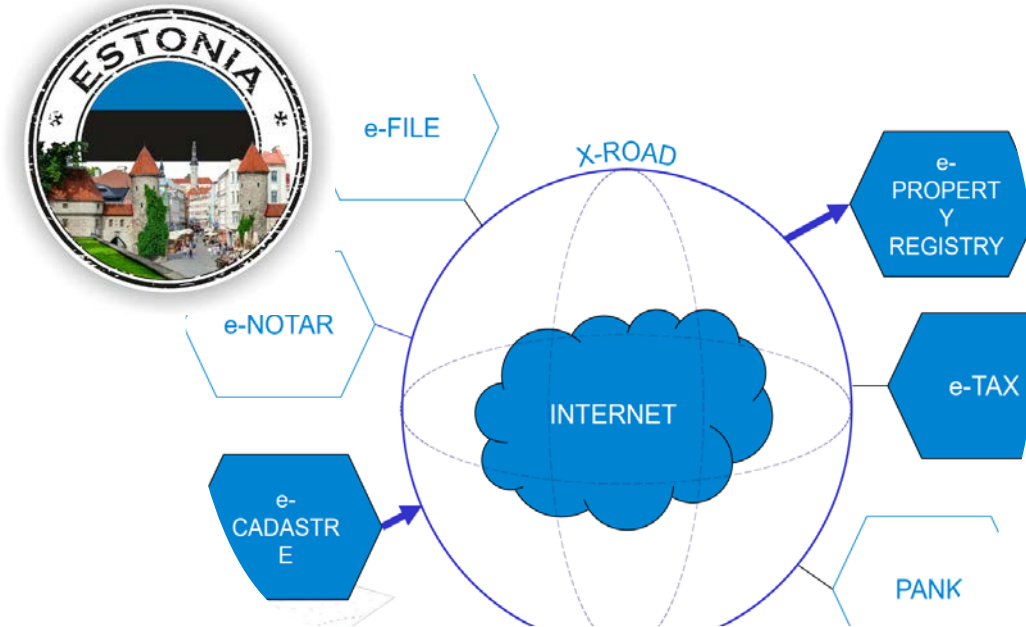 ESTONIA
e-FILE
X-ROAD
e-
PROPERT
Y
REGISTRY
e-NOTAR
INTERNET
e-TAX
e-
CADASTR
E
PANK